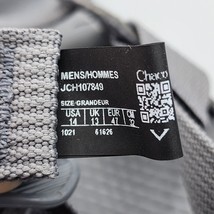 MENS/HOMMES
JCH107849
Chaco
SIZE/GRANDEUR
USA UK EUR CM
14 13 47 32
1021 61626